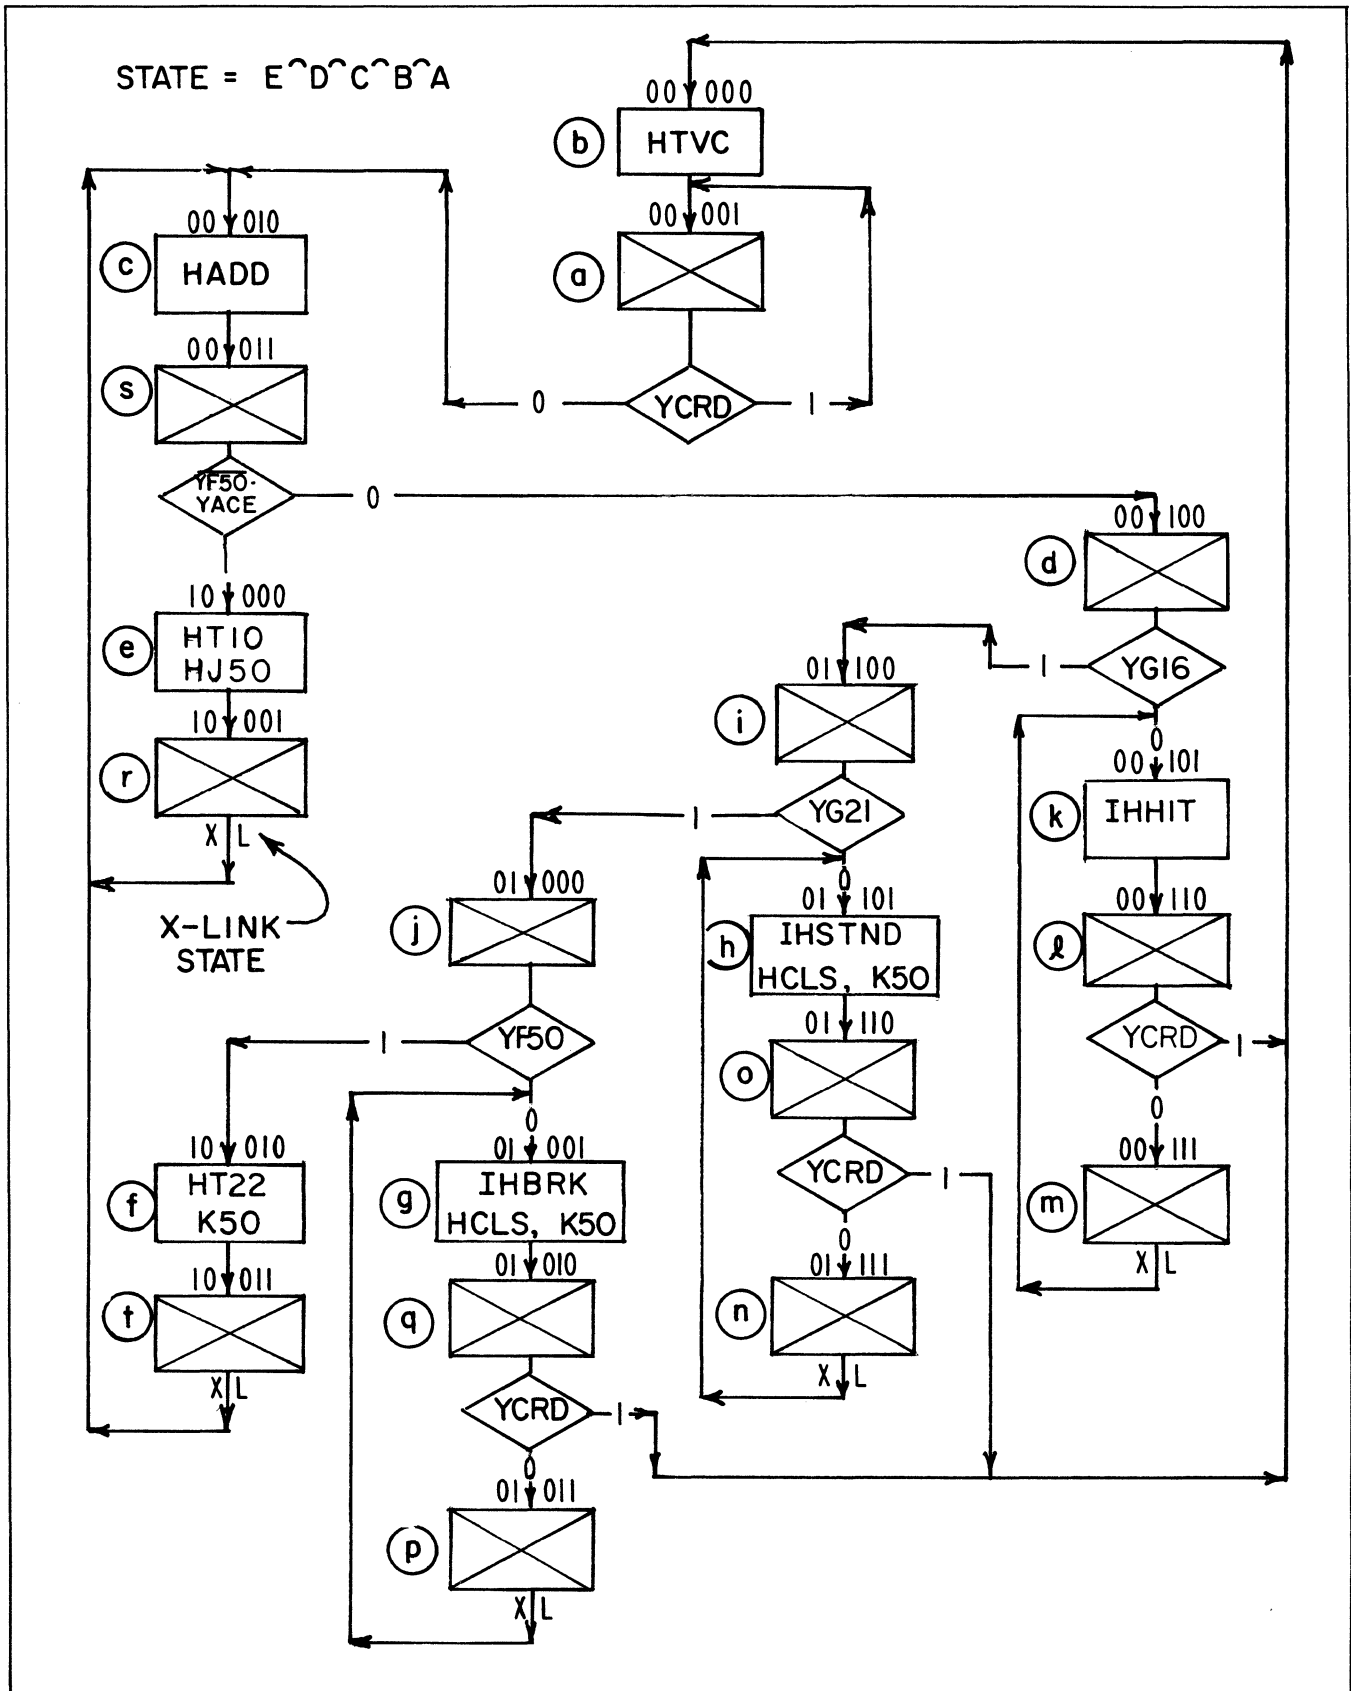 STATE = E⌒D⌒C⌒B⌒A
00 000
b
HTVC
00 001
a
YCRD
0
1
00 010
c
HADD
00 011
s
Y̅F̅5̅0̅·
YACE
0
10 000
e
HT10
HJ50
10 001
r
X L
X-LINK
STATE
00 100
d
YG16
1
0
01 100
i
YG21
1
0
00 101
k
IHHIT
00 110
ℓ
YCRD
1
0
00 111
m
X L
01 000
j
YF50
1
0
01 101
h
IHSTND
HCLS, K50
01 110
o
YCRD
1
0
01 111
n
X L
10 010
f
HT22
K50
10 011
t
X L
01 001
g
IHBRK
HCLS, K50
01 010
q
YCRD
1
0
01 011
p
X L